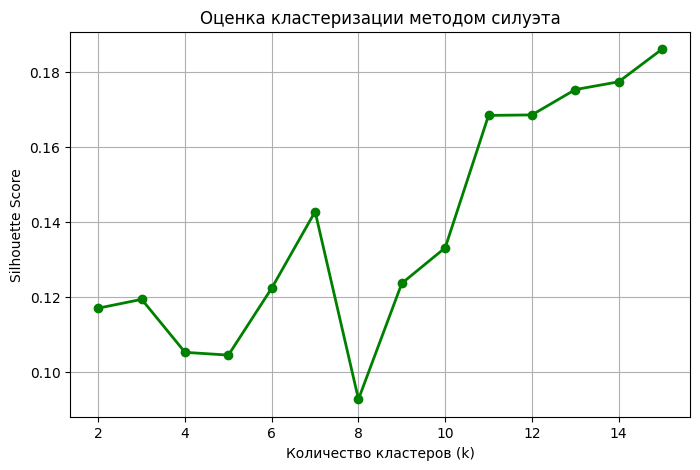 Оценка кластеризации методом силуэта
Silhouette Score
0.18
0.16
0.14
0.12
0.10
2 4 6 8 10 12 14
Количество кластеров (k)